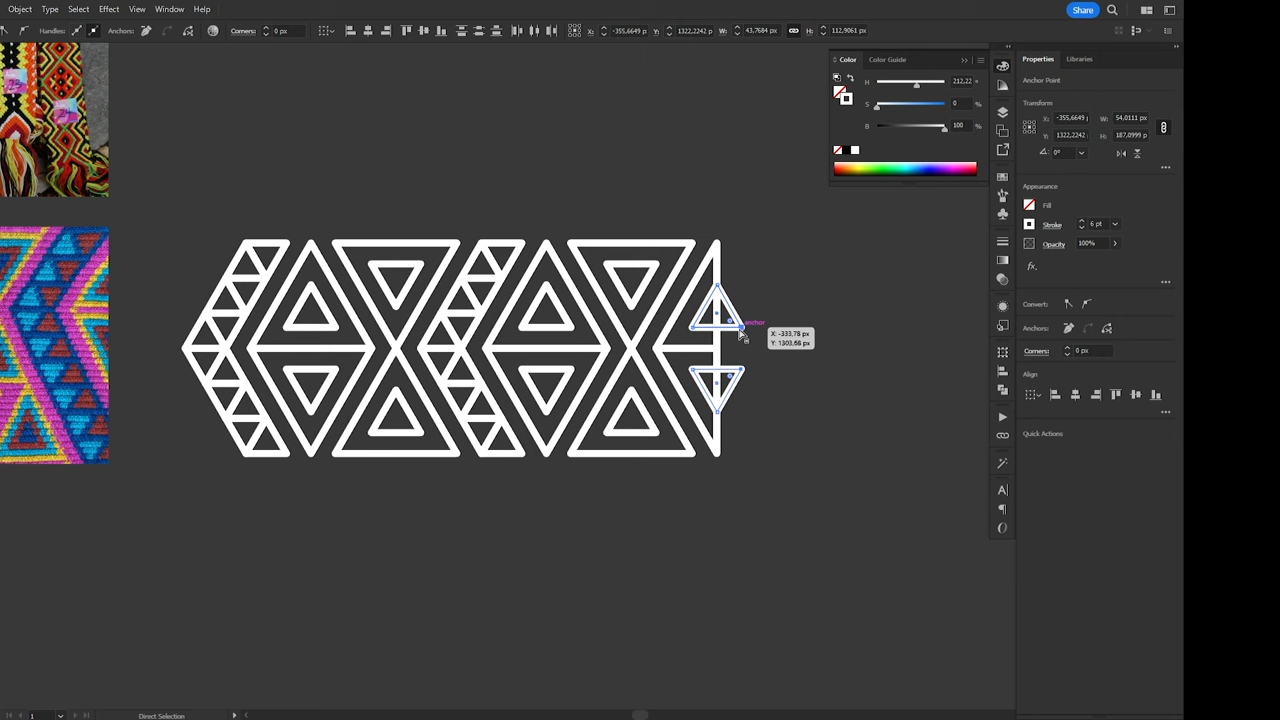 Object Type Select Effect View Window Help
Share
Handles: Anchors: Corners: 0 px X: -355,6649 Y: 1322,2242 W: 43,7684 px H: 112,9061 px
Color Color Guide
H 212,22 °
S 0 %
B 100 %
Properties Libraries
Anchor Point
Transform
X: -355,6649 W: 54,0111 p
Y: 1322,2242 H: 187,0999 p
0°
Appearance
Fill
Stroke 6 pt
Opacity 100%
fx.
Convert:
Anchors:
Corners: 0 px
Align
Quick Actions
anchor
X: -333,78 px
Y: 1303,68 px
1 Direct Selection